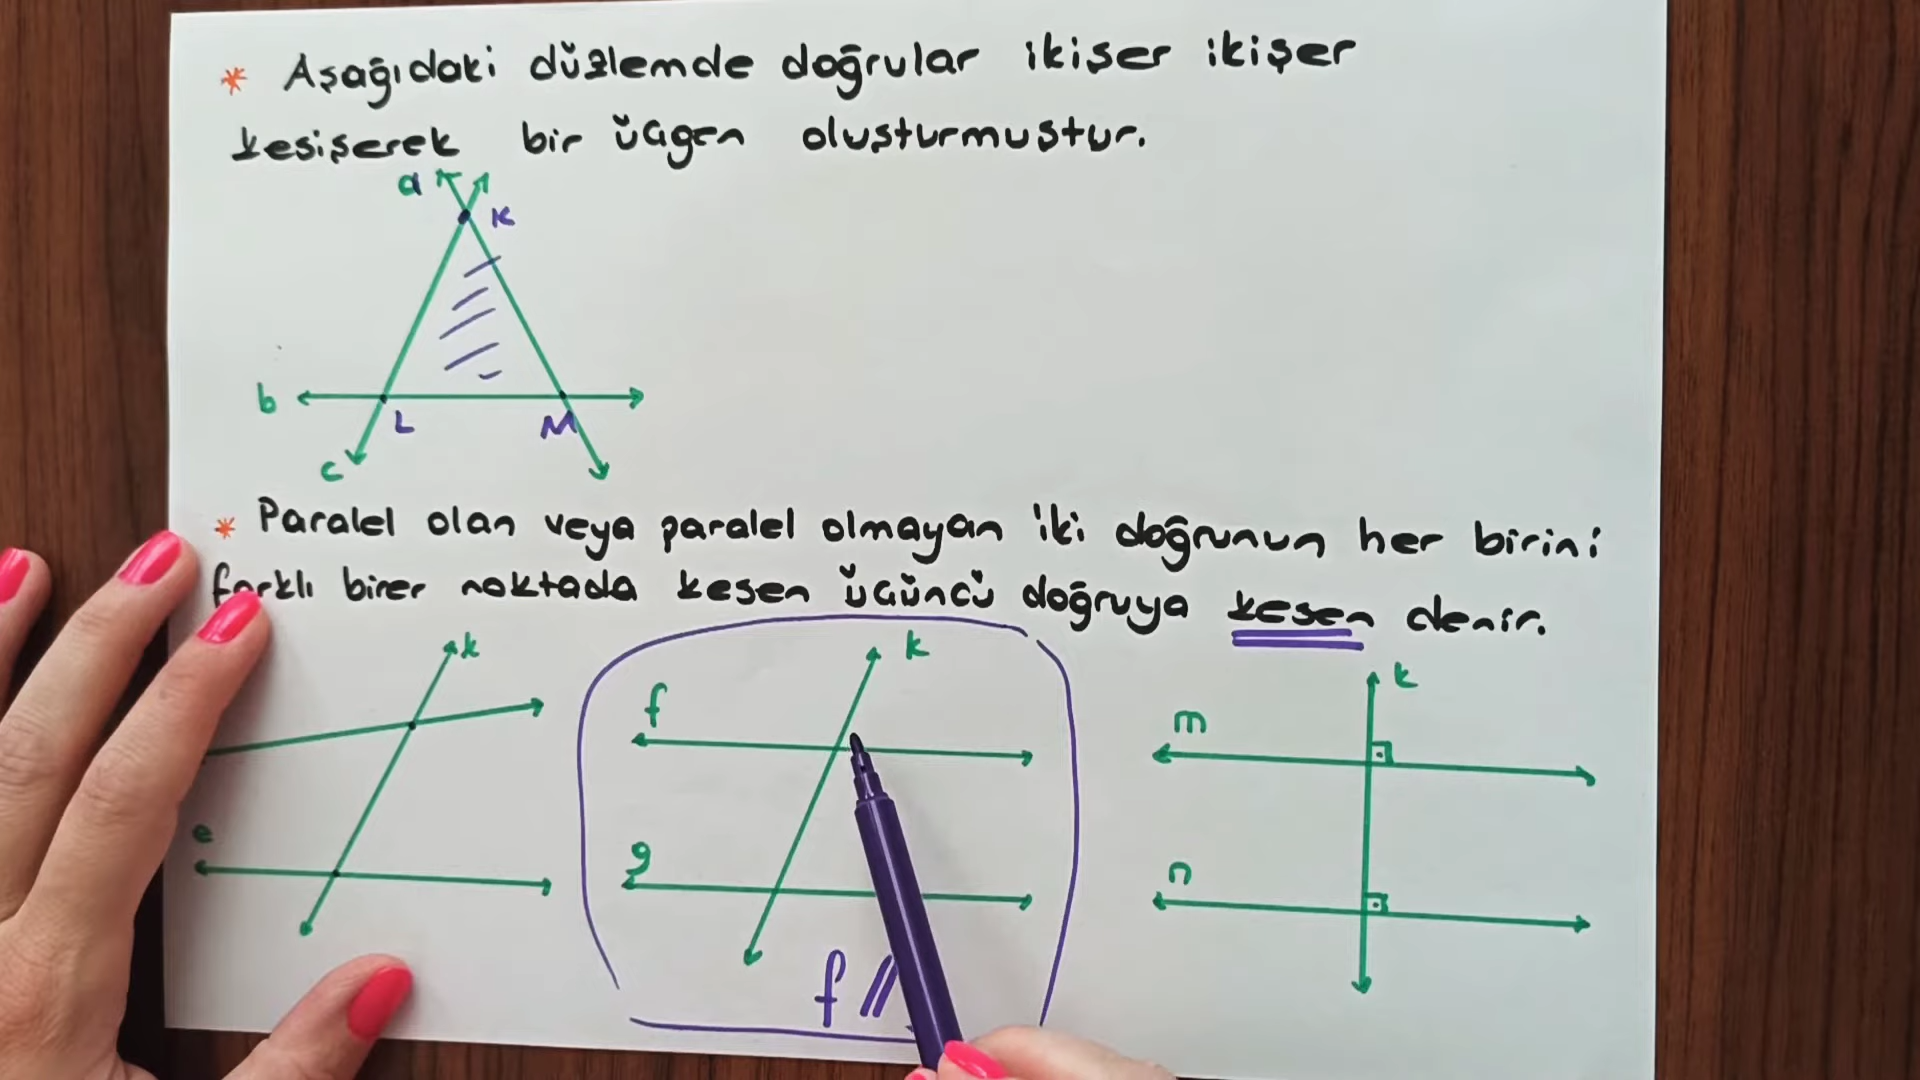 * Aşağıdaki düzlemde doğrular ikişer ikişer
kesişerek bir üçgen oluşturmuştur.
a
K
b
L
M
c
* Paralel olan veya paralel olmayan iki doğrunun her birini
farklı birer noktada kesen üçüncü doğruya kesen denir.
k
e
k
f
g
f //
k
m
n